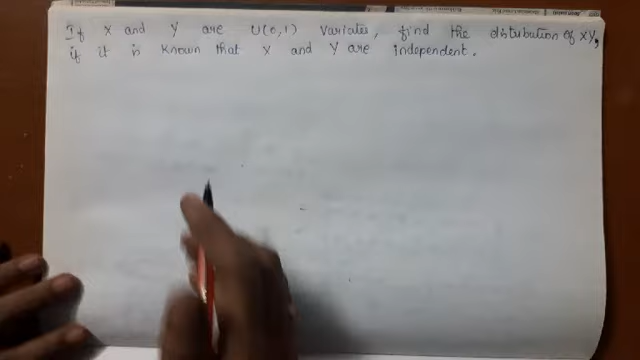 If X and Y are U(0,1) variates, find the distribution of XY,
if it is known that X and Y are independent.